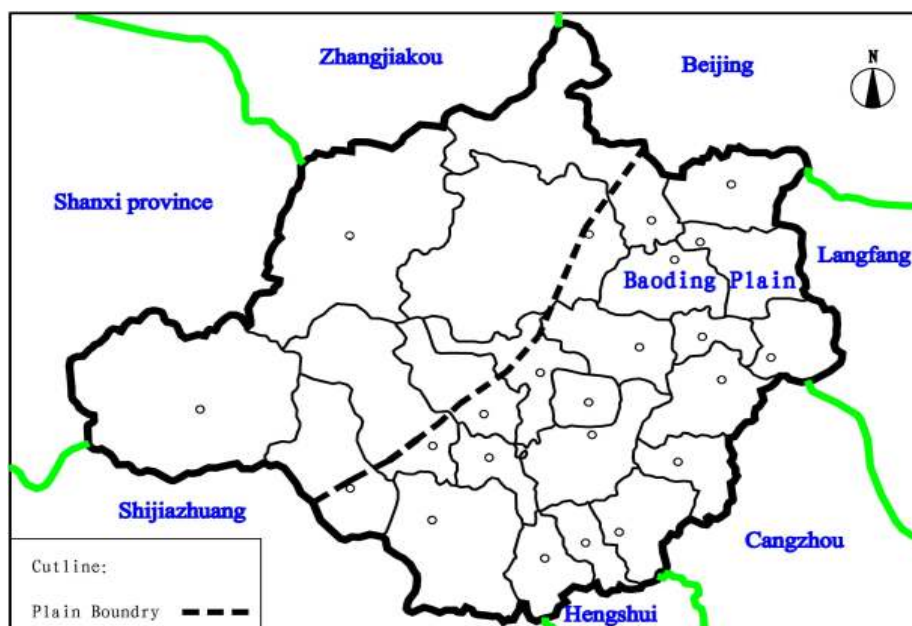 Zhangjiakou
Beijing
N
Shanxi province
Langfang
Baoding Plain
Shijiazhuang
Cangzhou
Hengshui
Cutline:
Plain Boundry